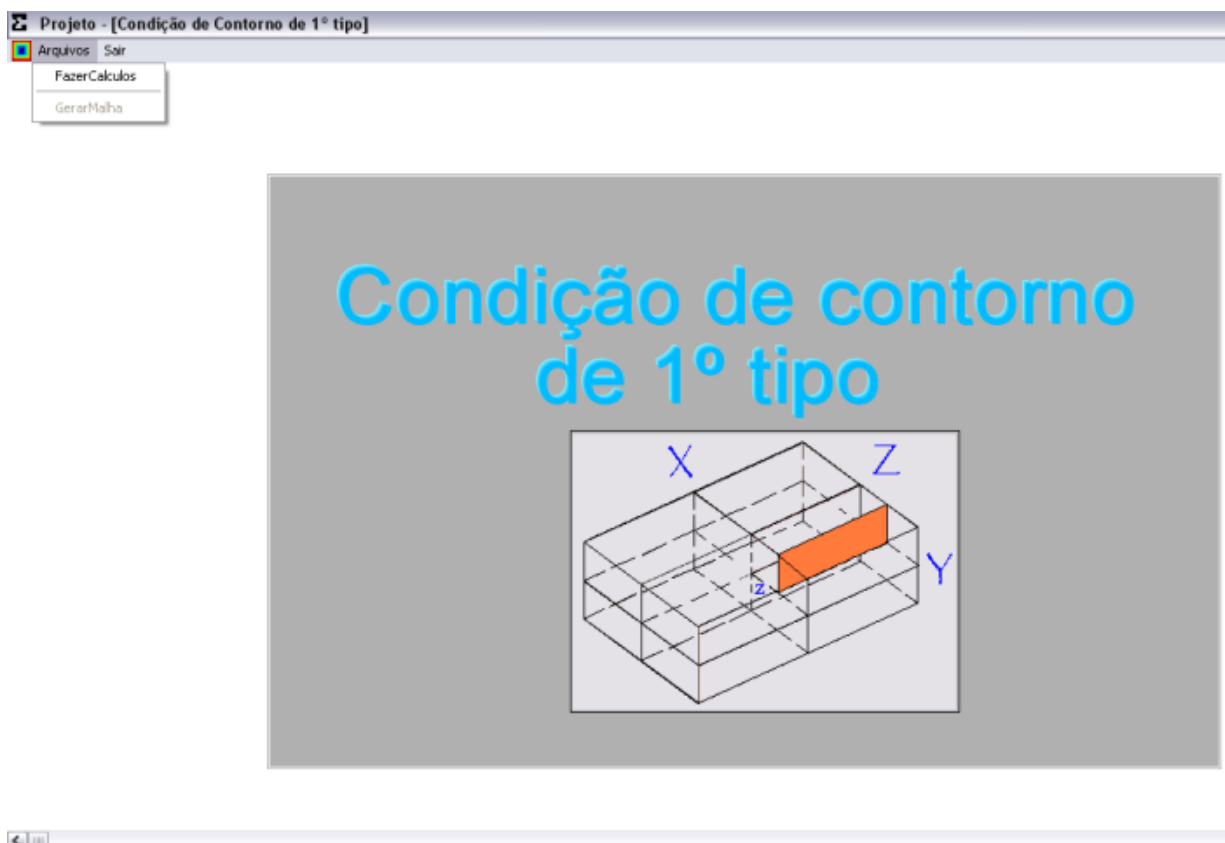 Projeto - [Condição de Contorno de 1º tipo]
Arquivos Sair
FazerCalculos
GerarMalha
Condição de contorno
de 1º tipo
X
Z
Y
z